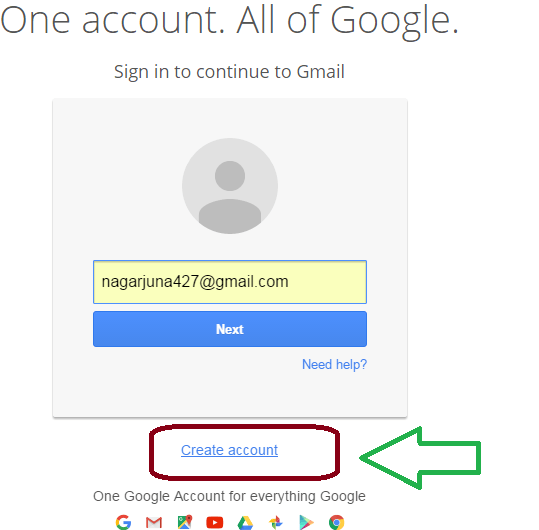 One account. All of Google.
Sign in to continue to Gmail
nagarjuna427@gmail.com
Next
Need help?
Create account
One Google Account for everything Google